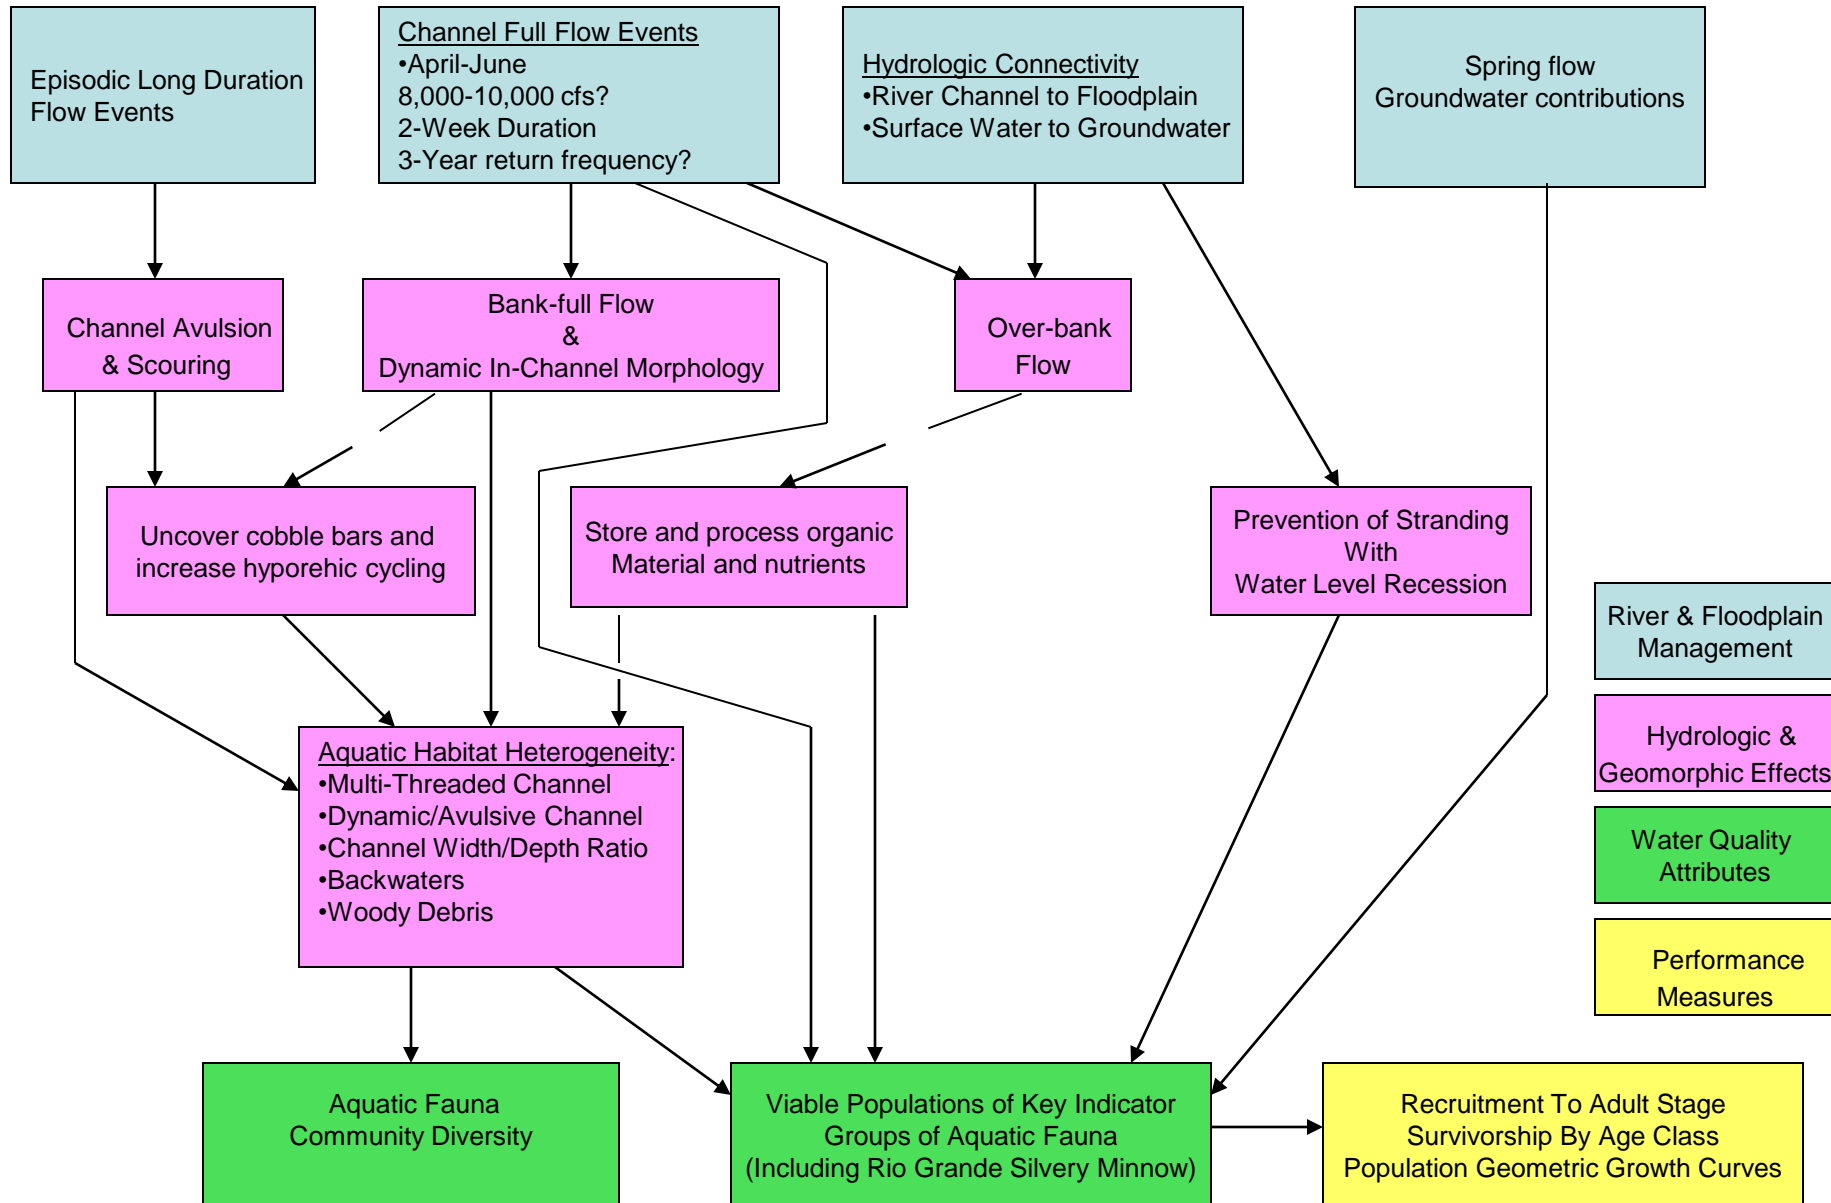 Episodic Long Duration
Flow Events
Channel Full Flow Events
•April-June
8,000-10,000 cfs?
2-Week Duration
3-Year return frequency?
Hydrologic Connectivity
•River Channel to Floodplain
•Surface Water to Groundwater
Spring flow
Groundwater contributions
Channel Avulsion
& Scouring
Bank-full Flow
&
Dynamic In-Channel Morphology
Over-bank
Flow
Uncover cobble bars and
increase hyporehic cycling
Store and process organic
Material and nutrients
Prevention of Stranding
With
Water Level Recession
River & Floodplain
Management
Hydrologic &
Geomorphic Effects
Water Quality
Attributes
Performance
Measures
Aquatic Habitat Heterogeneity:
•Multi-Threaded Channel
•Dynamic/Avulsive Channel
•Channel Width/Depth Ratio
•Backwaters
•Woody Debris
Aquatic Fauna
Community Diversity
Viable Populations of Key Indicator
Groups of Aquatic Fauna
(Including Rio Grande Silvery Minnow)
Recruitment To Adult Stage
Survivorship By Age Class
Population Geometric Growth Curves